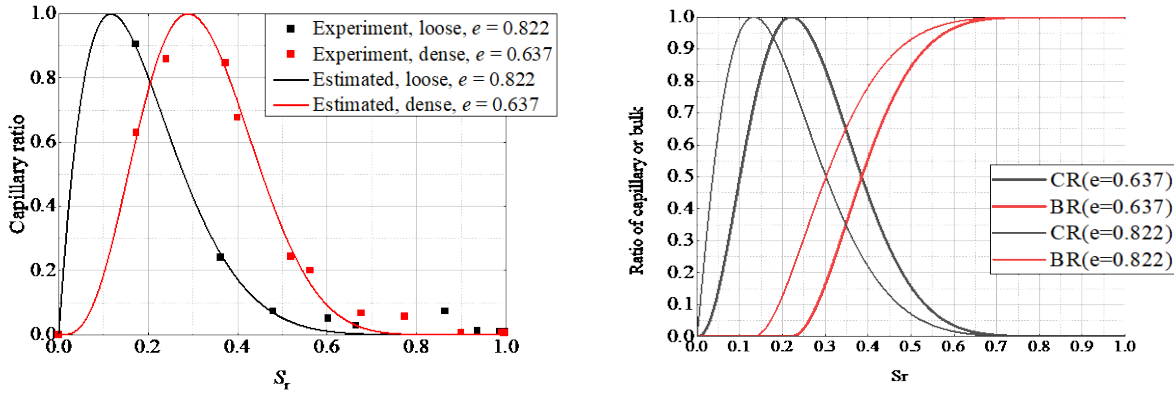 1.0
0.8
0.6
0.4
0.2
0.0
Capillary ratio
Experiment, loose, e = 0.822
Experiment, dense, e = 0.637
Estimated, loose, e = 0.822
Estimated, dense, e = 0.637
0.0 0.2 0.4 0.6 0.8 1.0
Sr
1.0
0.9
0.8
0.7
0.6
0.5
0.4
0.3
0.2
0.1
0.0
Ratio of capillary or bulk
CR(e=0.637)
BR(e=0.637)
CR(e=0.822)
BR(e=0.822)
0.0 0.1 0.2 0.3 0.4 0.5 0.6 0.7 0.8 0.9 1.0
Sr